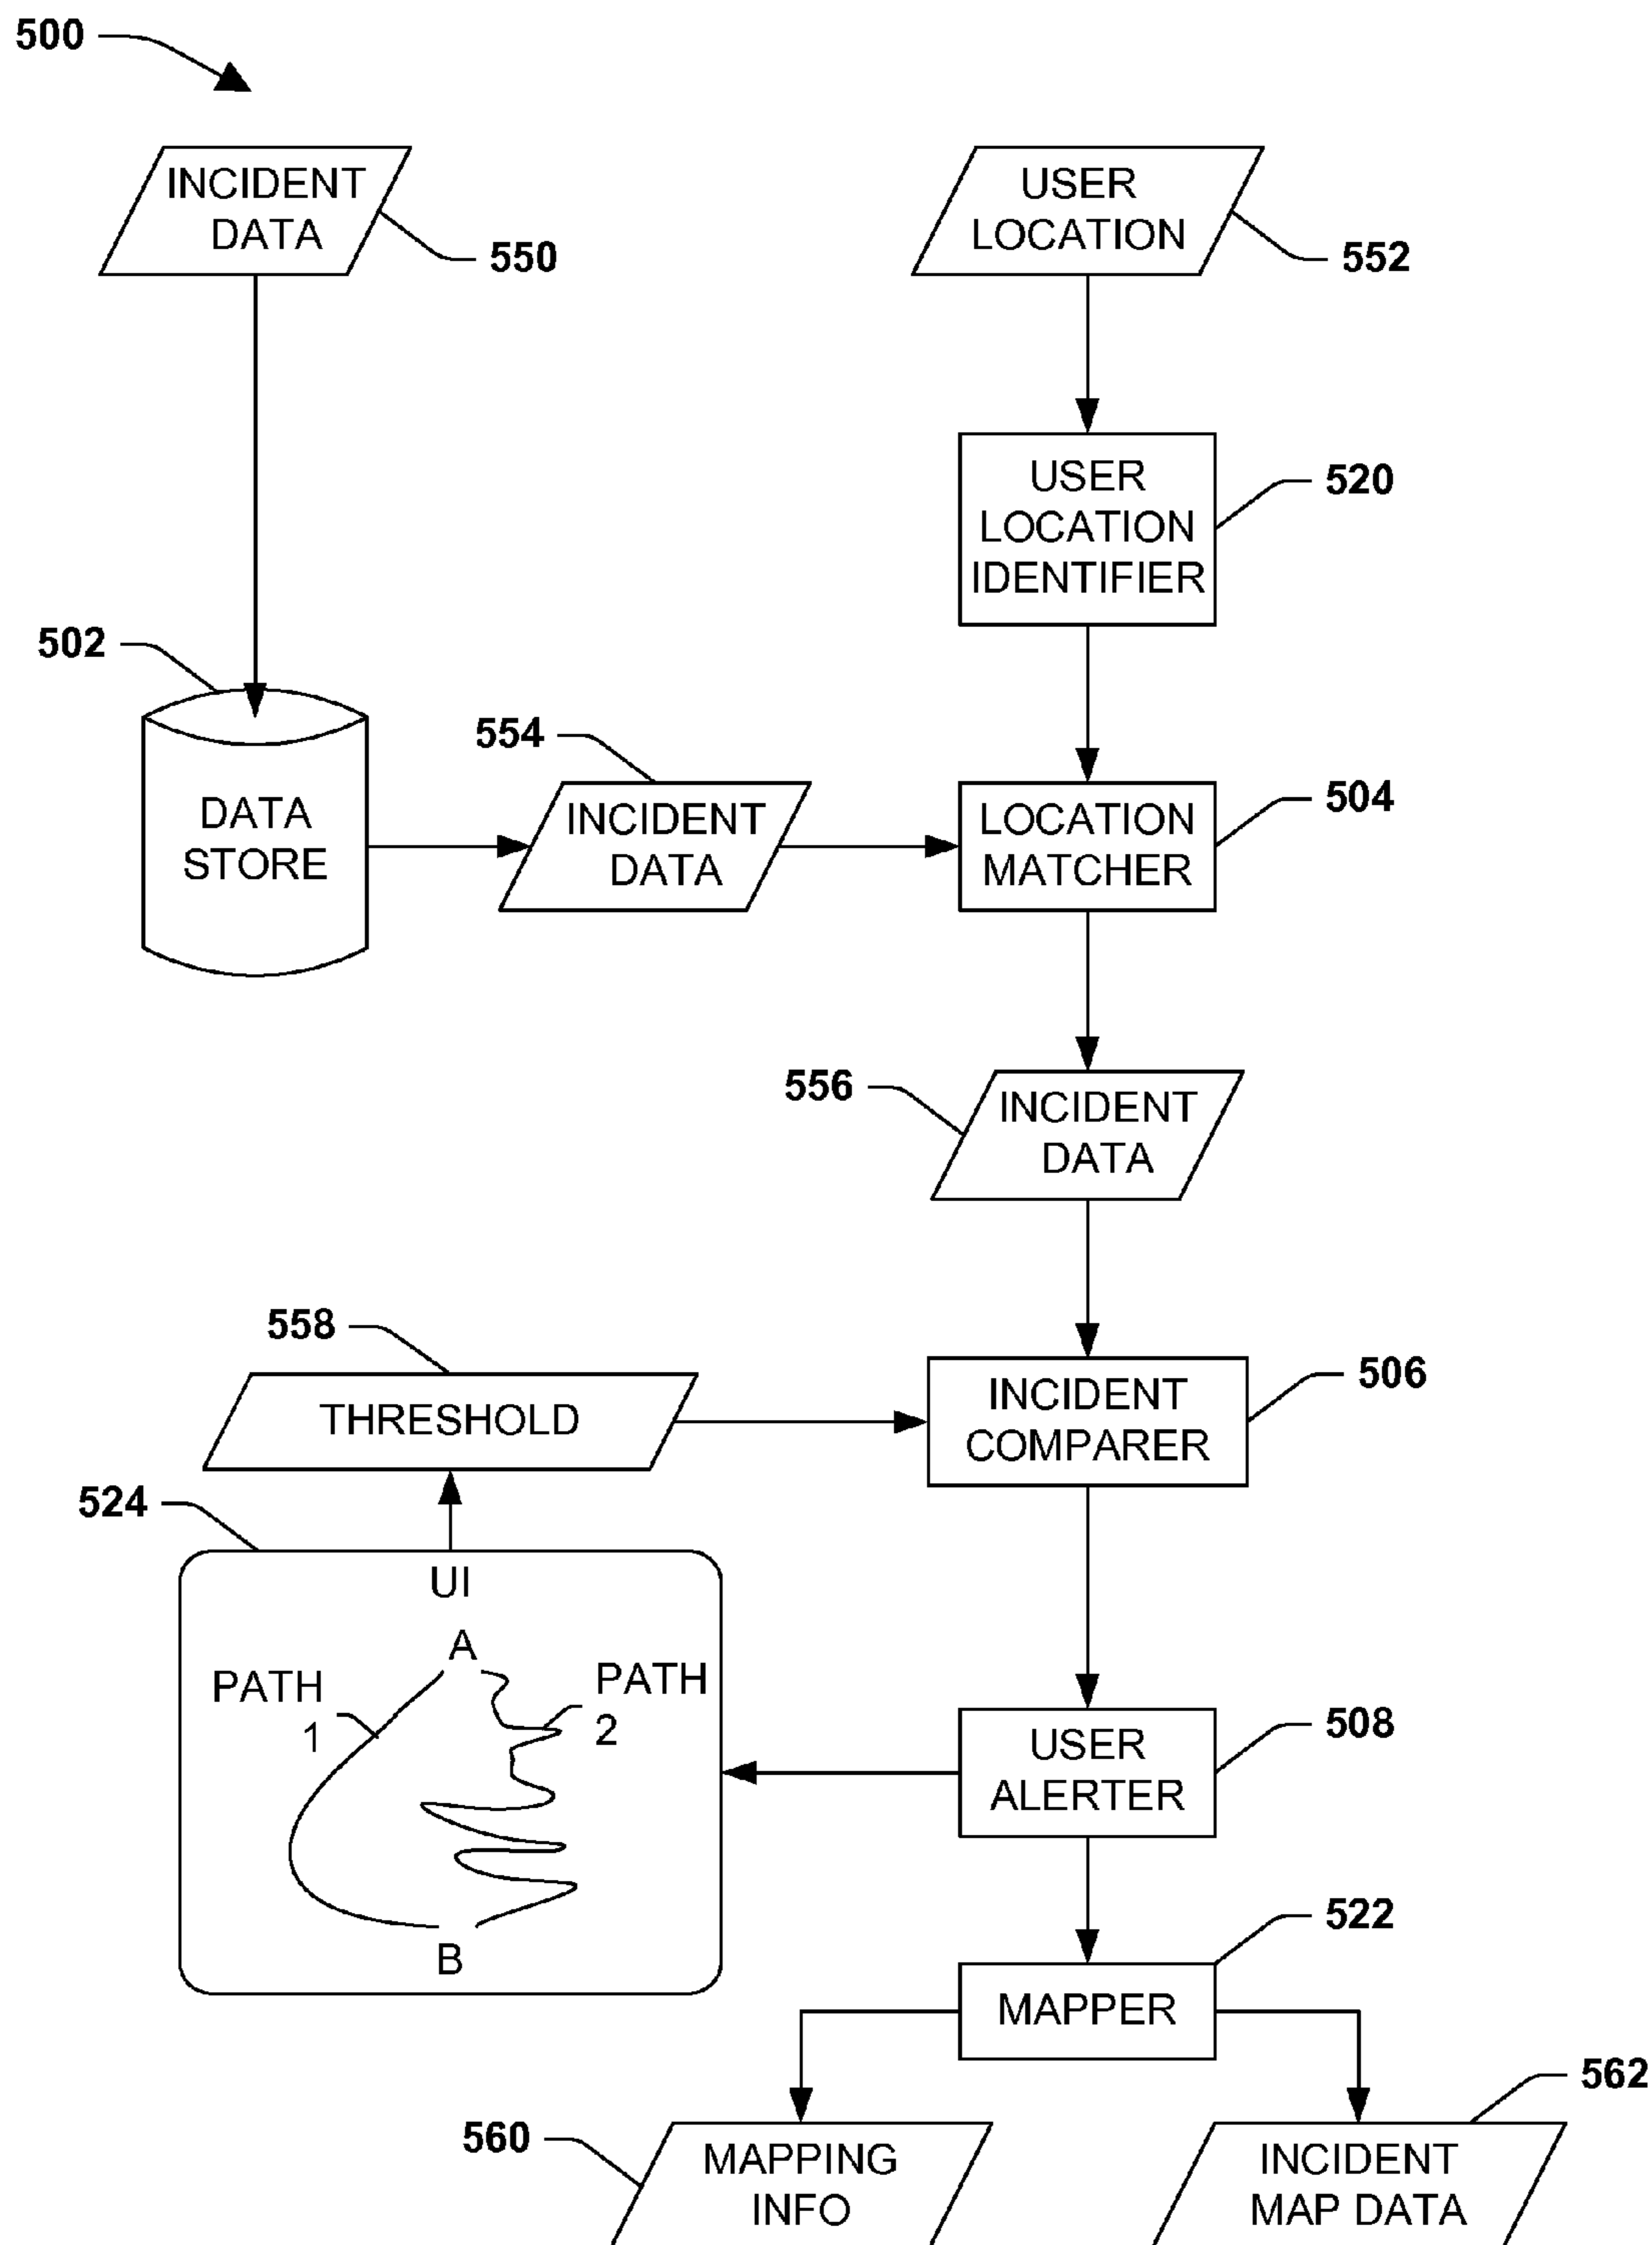 500
INCIDENT
DATA
550
USER
LOCATION
552
USER
LOCATION
IDENTIFIER
520
502
DATA
STORE
554
INCIDENT
DATA
LOCATION
MATCHER
504
556
INCIDENT
DATA
558
THRESHOLD
INCIDENT
COMPARER
506
524
UI
A
PATH
1
PATH
2
B
USER
ALERTER
508
MAPPER
522
560
MAPPING
INFO
562
INCIDENT
MAP DATA